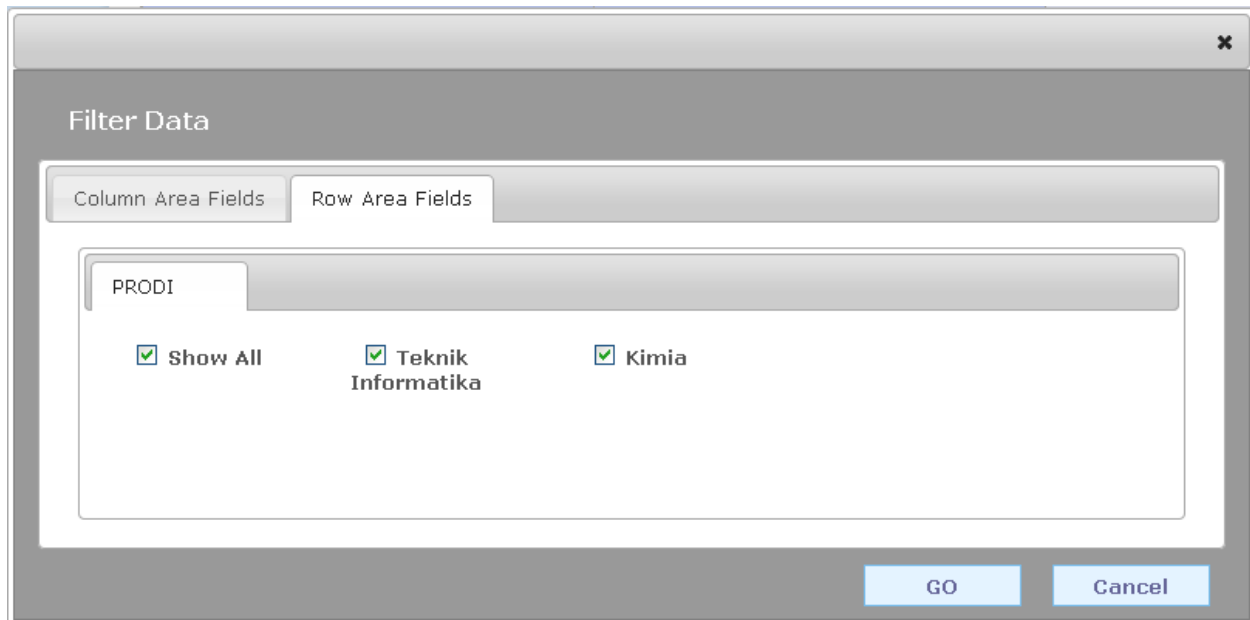 Filter Data
Column Area Fields Row Area Fields
PRODI
Show All Teknik Informatika Kimia
GO Cancel